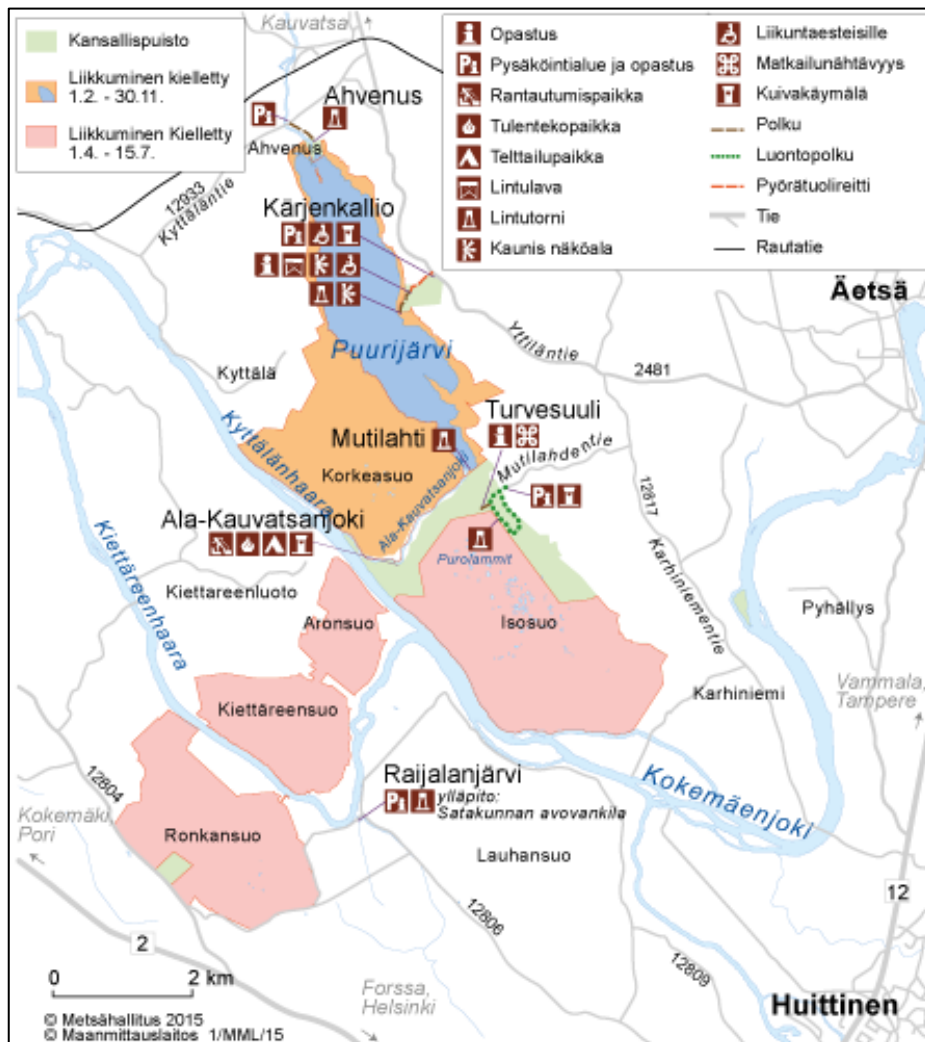 Kansallispuisto
Liikkuminen kielletty
1.2. - 30.11.
Liikkuminen Kielletty
1.4. - 15.7.
Opastus
Pysäköintialue ja opastus
Rantautumispaikka
Tulentekopaikka
Telttailupaikka
Lintulava
Lintutorni
Kaunis näköala
Liikuntaesteisille
Matkailunähtävyys
Kuivakäymälä
Polku
Luontopolku
Pyörätuolireitti
Tie
Rautatie
Kauvatsa
Ahvenus
Ahvenus
12933
Kyttäläntie
Kärjenkallio
Äetsä
Puurijärvi
Yttiläntie
2481
Kyttälä
Turvesuuli
Mutilahti
Mutilahdentie
Korkeasuo
Kyttälänhaara
Ala-Kauvatsanjoki
12817
Karhiniementie
Ala-Kauvatsanjoki
Purolammit
Kiettäreenhaara
Kiettareenluoto
Aronsuo
Isosuo
Pyhällys
Karhiniemi
Vammala,
Tampere
Kiettäreensuo
Kokemäenjoki
12804
Raijalanjärvi
ylläpito:
Satakunnan avovankila
Kokemäki,
Pori
Ronkansuo
Lauhansuo
12
12806
2
12809
0 2 km
Forssa,
Helsinki
Huittinen
© Metsähallitus 2015
© Maanmittauslaitos 1/MML/15